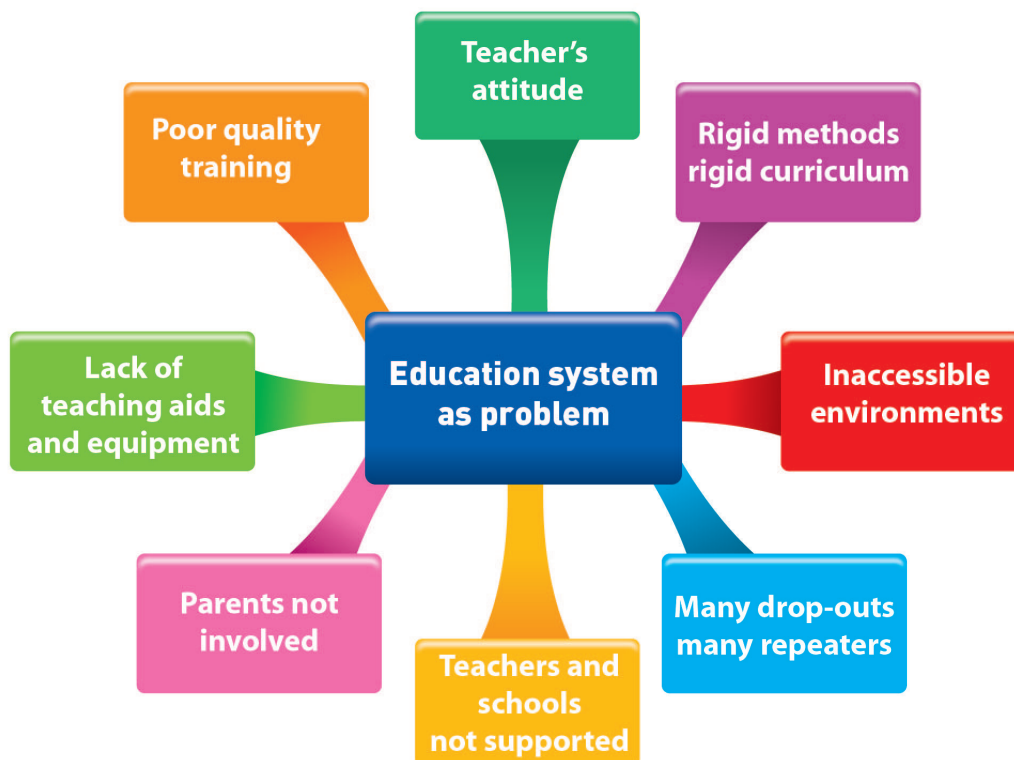 Teacher's
attitude
Rigid methods
rigid curriculum
Inaccessible
environments
Many drop-outs
many repeaters
Teachers and
schools
not supported
Parents not
involved
Lack of
teaching aids
and equipment
Poor quality
training
Education system
as problem